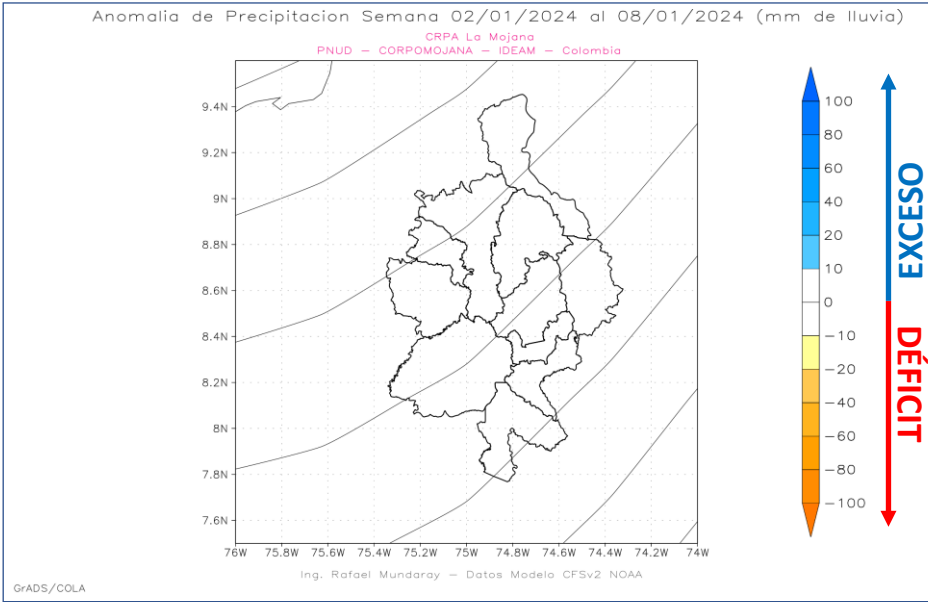 Anomalia de Precipitacion Semana 02/01/2024 al 08/01/2024 (mm de lluvia)
CRPA La Mojana
PNUD – CORPOMOJANA – IDEAM – Colombia
9.4N
9.2N
9N
8.8N
8.6N
8.4N
8.2N
8N
7.8N
7.6N
76W 75.8W 75.6W 75.4W 75.2W 75W 74.8W 74.6W 74.4W 74.2W 74W
100
80
60
40
20
10
0
−10
−20
−40
−60
−80
−100
EXCESO
DÉFICIT
Ing. Rafael Mundaray – Datos Modelo CFSv2 NOAA
GrADS/COLA